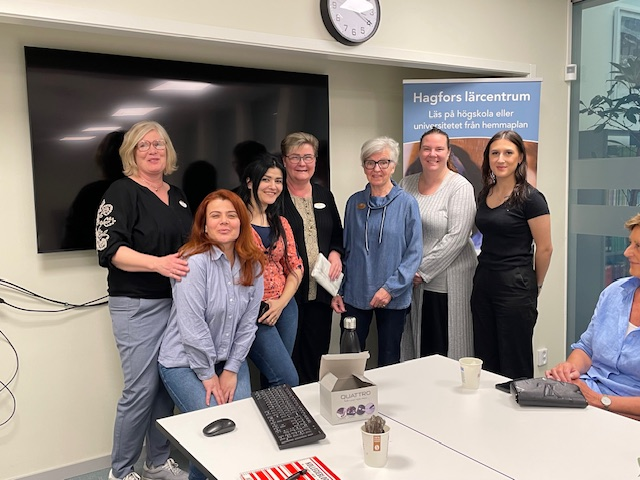 Hagfors lärcentrum
Läs på högskola eller
universitetet från hemmaplan
QUATTRO